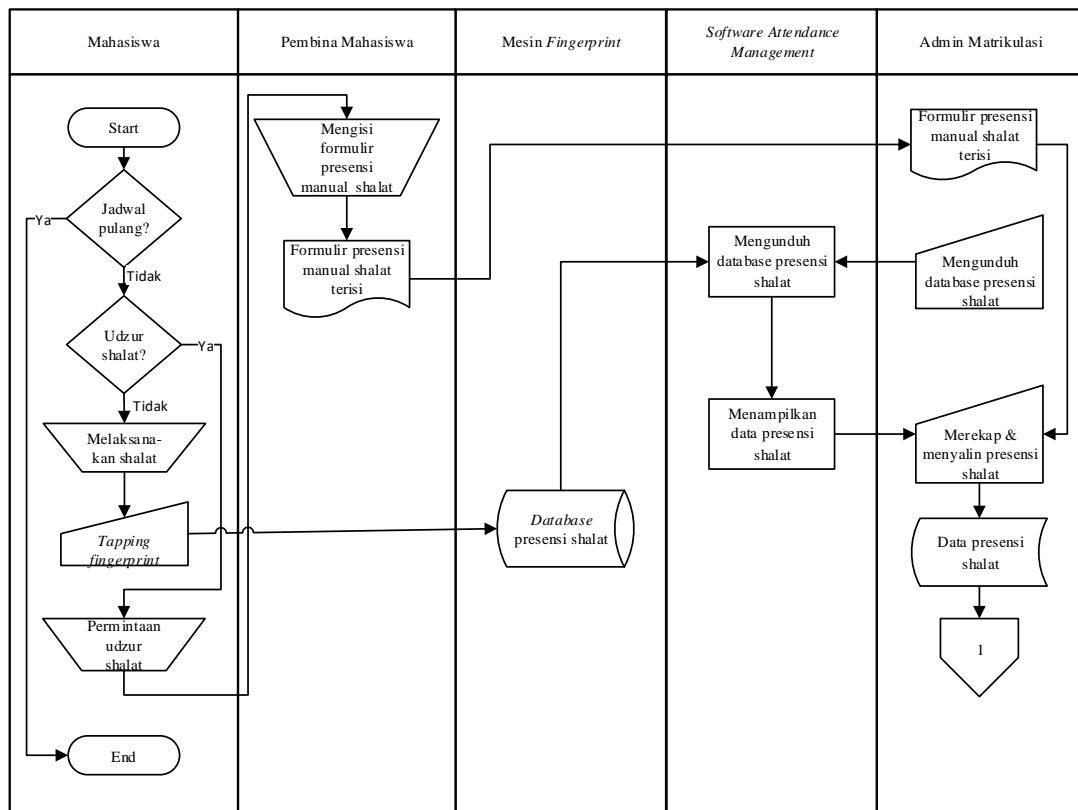 Mahasiswa
Pembina Mahasiswa
Mesin Fingerprint
Software Attendance
Management
Admin Matrikulasi
Start
Jadwal
pulang?
Ya
Tidak
Udzur
shalat?
Ya
Tidak
Melaksana-
kan shalat
Tapping
fingerprint
Permintaan
udzur
shalat
End
Mengisi
formulir
presensi
manual shalat
Formulir presensi
manual shalat
terisi
Database
presensi shalat
Mengunduh
database presensi
shalat
Menampilkan
data presensi
shalat
Formulir presensi
manual shalat
terisi
Mengunduh
database presensi
shalat
Merekap &
menyalin presensi
shalat
Data presensi
shalat
1